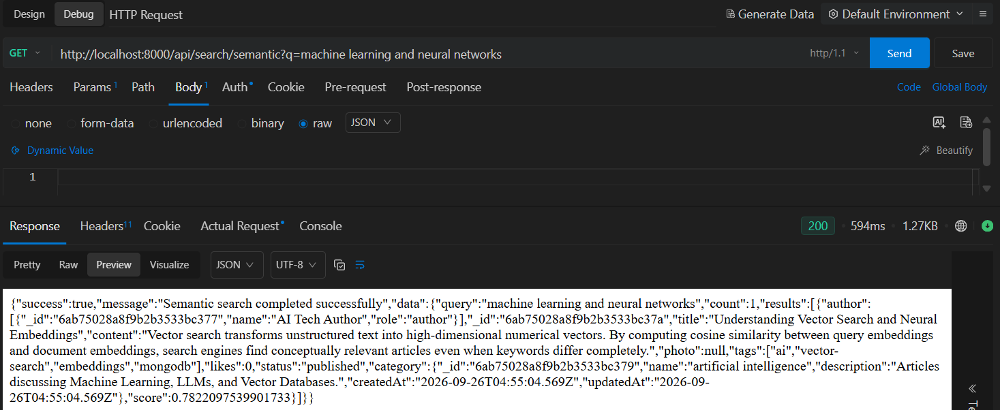 Design Debug HTTP Request Generate Data Default Environment
GET http://localhost:8000/api/search/semantic?q=machine learning and neural networks http/1.1 Send Save
Headers Params 1 Path Body 1 Auth Cookie Pre-request Post-response Code Global Body
none form-data urlencoded binary raw JSON AI
Dynamic Value Beautify
1
Response Headers 11 Cookie Actual Request Console 200 594ms 1.27KB
Pretty Raw Preview Visualize JSON UTF-8
{"success":true,"message":"Semantic search completed successfully","data":{"query":"machine learning and neural networks","count":1,"results":[{"author":
[{"_id":"6ab75028a8f9b2b3533bc377","name":"AI Tech Author","role":"author"}],"_id":"6ab75028a8f9b2b3533bc37a","title":"Understanding Vector Search and Neural
Embeddings","content":"Vector search transforms unstructured text into high-dimensional numerical vectors. By computing cosine similarity between query embeddings
and document embeddings, search engines find conceptually relevant articles even when keywords differ completely.","photo":null,"tags":["ai","vector-
search","embeddings","mongodb"],"likes":0,"status":"published","category":{"_id":"6ab75028a8f9b2b3533bc379","name":"artificial intelligence","description":"Articles
discussing Machine Learning, LLMs, and Vector Databases.","createdAt":"2026-09-26T04:55:04.569Z","updatedAt":"2026-09-
26T04:55:04.569Z"},"score":0.7822097539901733}]}}